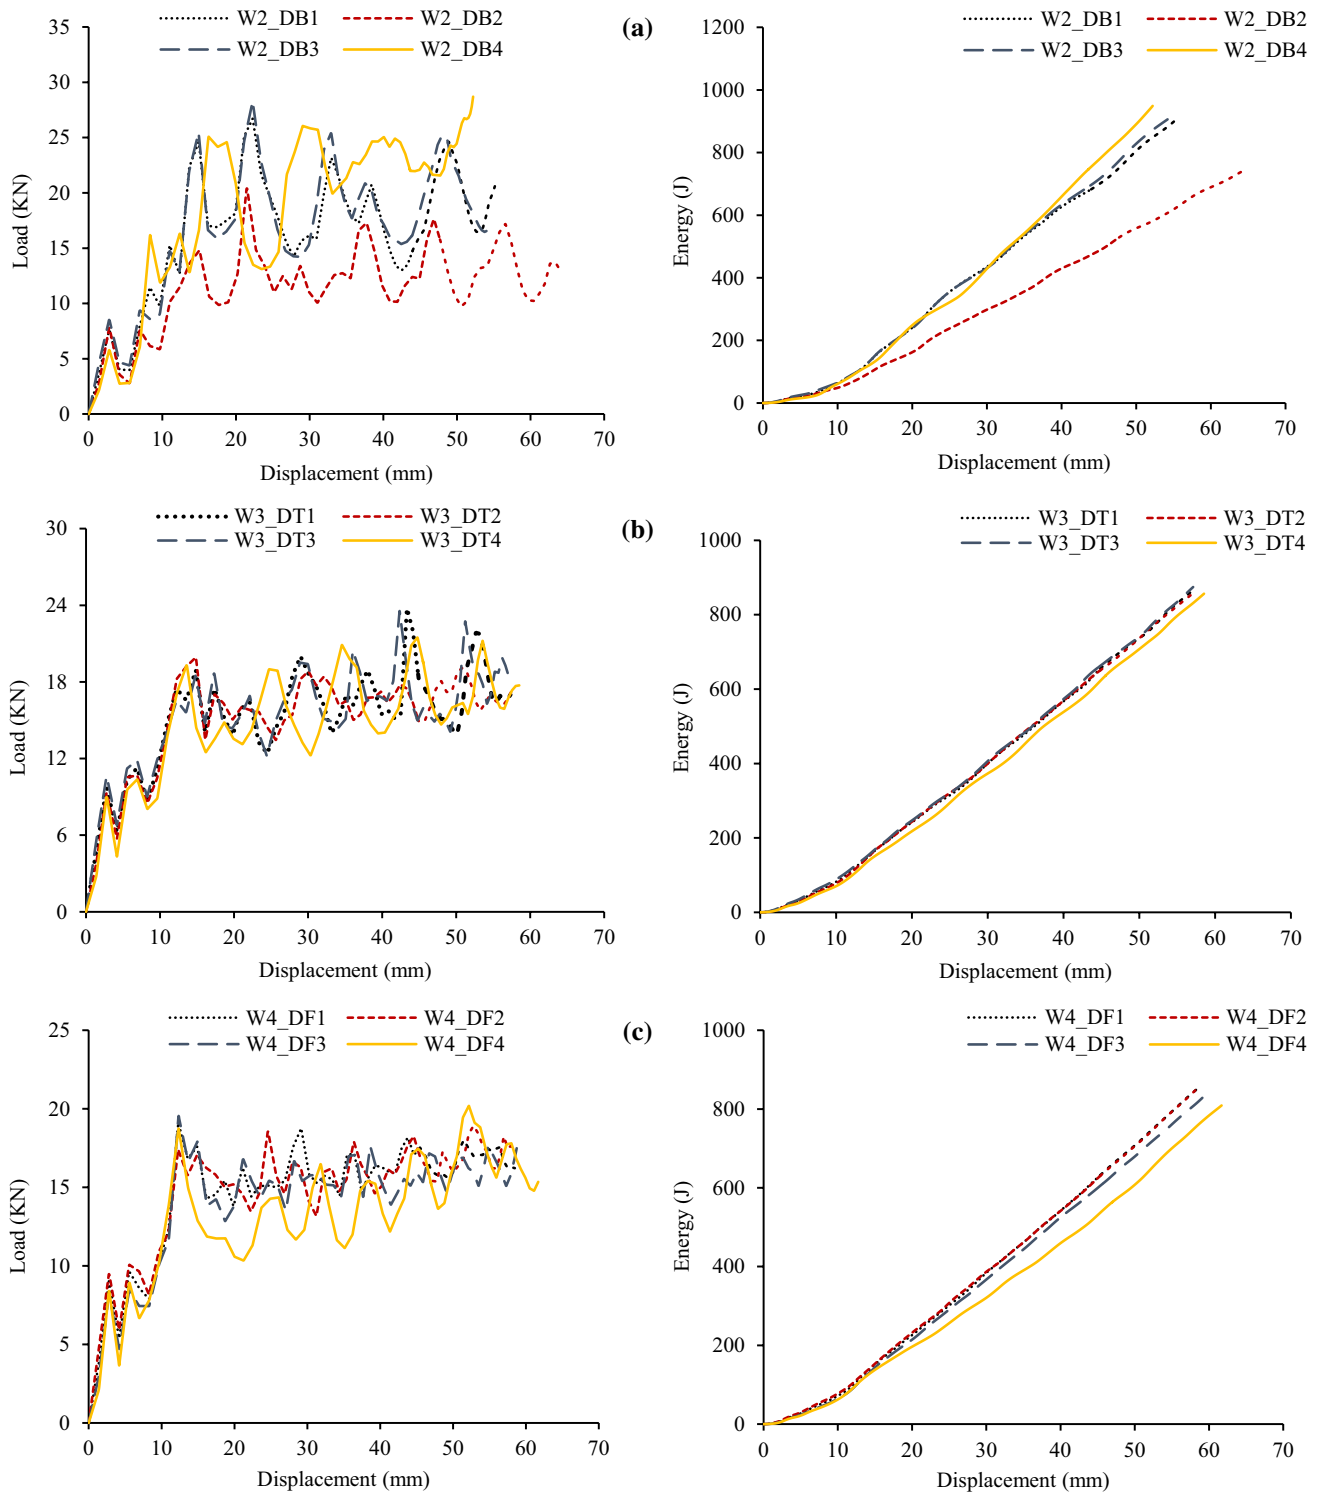 W2_DB1 W2_DB2
W2_DB3 W2_DB4
(a)
W2_DB1 W2_DB2
W2_DB3 W2_DB4
35
30
25
20
15
10
5
0
Load (KN)
0 10 20 30 40 50 60 70
Displacement (mm)
1200
1000
800
600
400
200
0
Energy (J)
0 10 20 30 40 50 60 70
Displacement (mm)
W3_DT1 W3_DT2
W3_DT3 W3_DT4
(b)
W3_DT1 W3_DT2
W3_DT3 W3_DT4
30
24
18
12
6
0
Load (KN)
0 10 20 30 40 50 60 70
Displacement (mm)
1000
800
600
400
200
0
Energy (J)
0 10 20 30 40 50 60 70
Displacement (mm)
W4_DF1 W4_DF2
W4_DF3 W4_DF4
(c)
W4_DF1 W4_DF2
W4_DF3 W4_DF4
25
20
15
10
5
0
Load (KN)
0 10 20 30 40 50 60 70
Displacement (mm)
1000
800
600
400
200
0
Energy (J)
0 10 20 30 40 50 60 70
Displacement (mm)